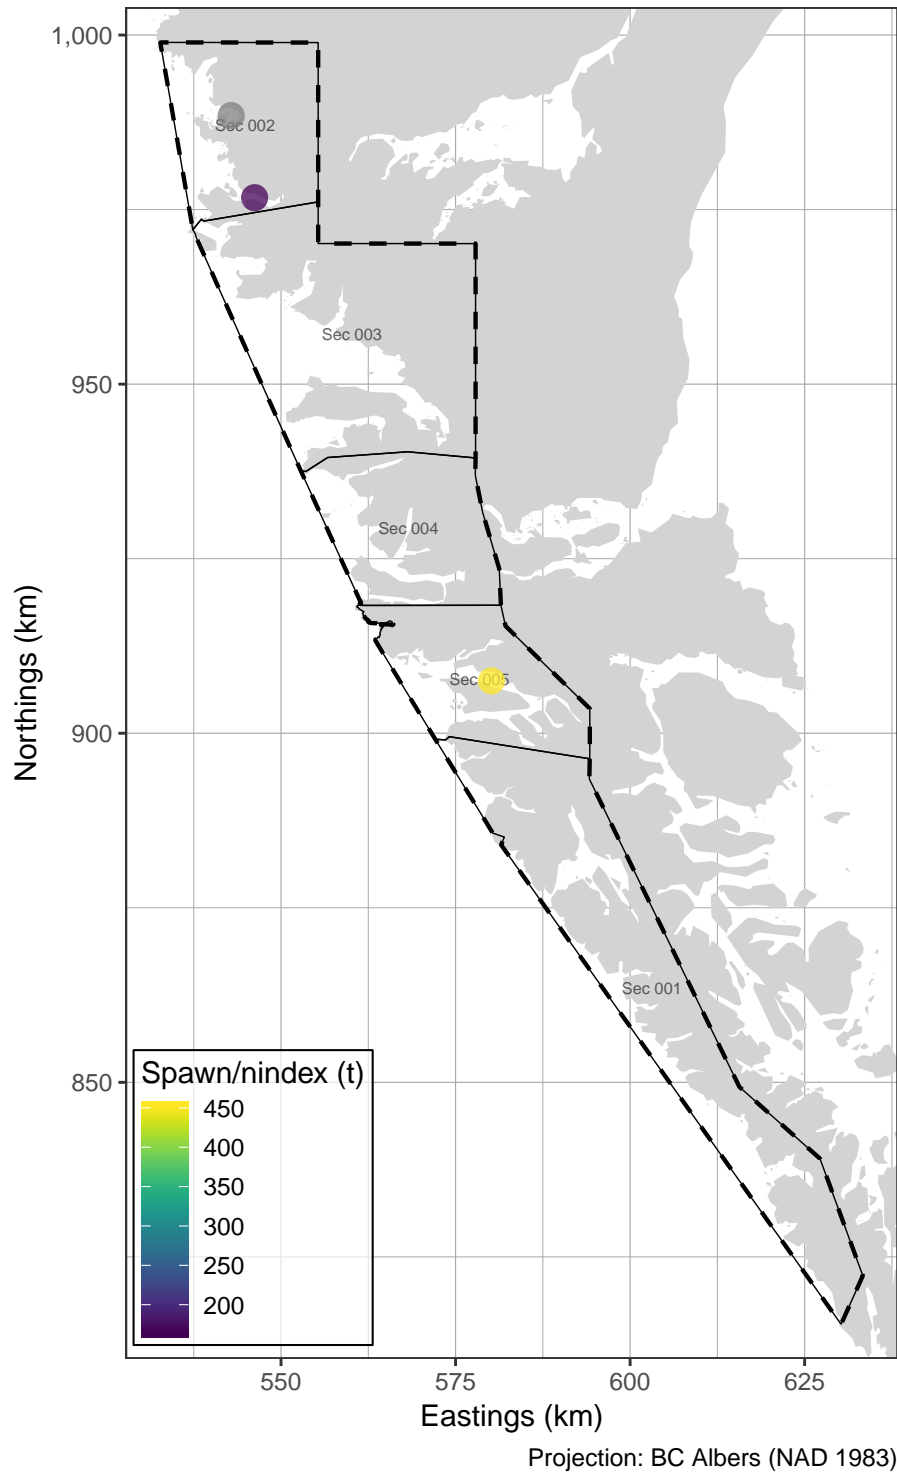 1,000
950
900
850
Northings (km)
Sec 002
Sec 003
Sec 004
Sec 005
Sec 001
Spawn/nindex (t)
450
400
350
300
250
200
550
575
600
625
Eastings (km)
Projection: BC Albers (NAD 1983)